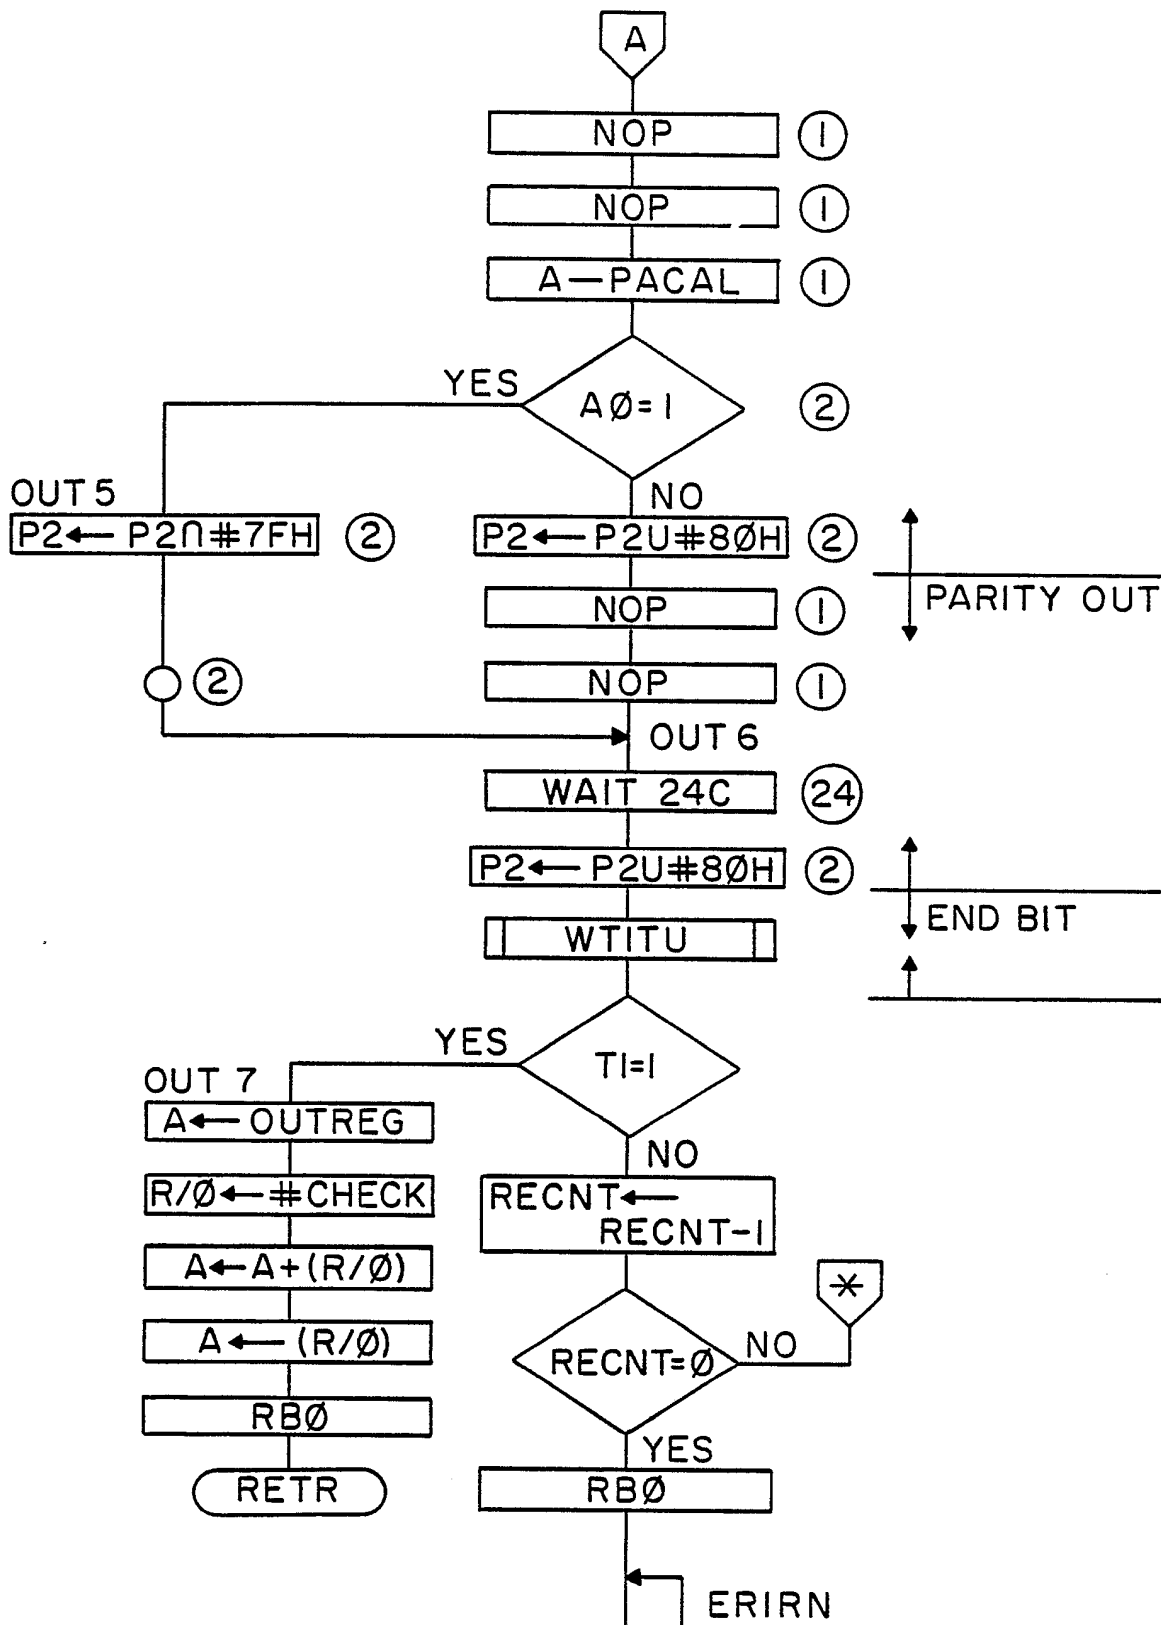 A
NOP ①
NOP ①
A—PACAL ①
YES
AØ=1 ②
NO
OUT 5
P2← P2∩#7FH ②
P2← P2U#8ØH ②
PARITY OUT
NOP ①
②
NOP ①
OUT 6
WAIT 24C ㉔
P2← P2U#8ØH ②
END BIT
WTITU
YES
T1=1
NO
OUT 7
A← OUTREG
R/Ø←#CHECK
A←A+(R/Ø)
A← (R/Ø)
RBØ
RETR
RECNT←
RECNT-1
*
RECNT=Ø
NO
YES
RBØ
ERIRN